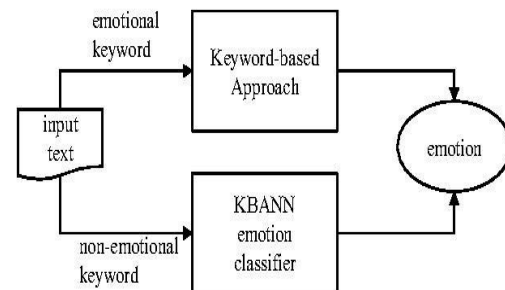 emotional
keyword
Keyword-based
Approach
input
text
emotion
KBANN
emotion
classifier
non-emotional
keyword